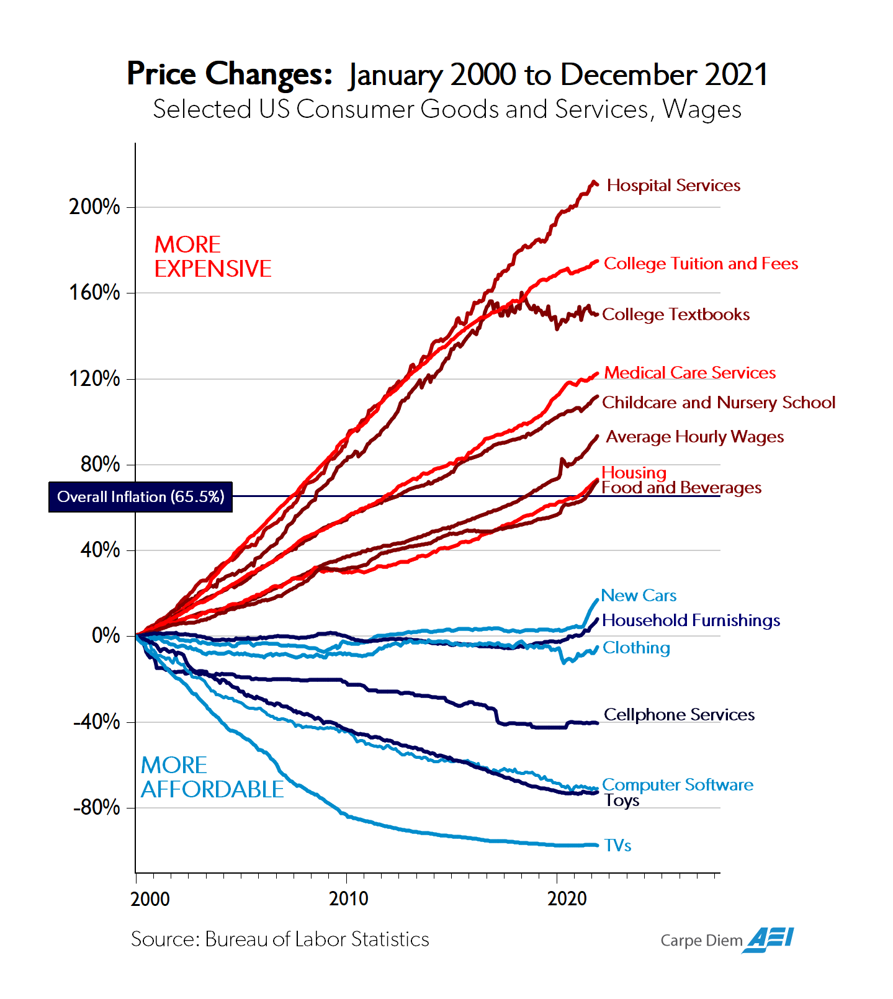 Price Changes: January 2000 to December 2021
Selected US Consumer Goods and Services, Wages
200%
160%
120%
80%
40%
0%
-40%
-80%
MORE
EXPENSIVE
Overall Inflation (65.5%)
MORE
AFFORDABLE
Hospital Services
College Tuition and Fees
College Textbooks
Medical Care Services
Childcare and Nursery School
Average Hourly Wages
Housing
Food and Beverages
New Cars
Household Furnishings
Clothing
Cellphone Services
Computer Software
Toys
TVs
2000 2010 2020
Source: Bureau of Labor Statistics
Carpe Diem AEI